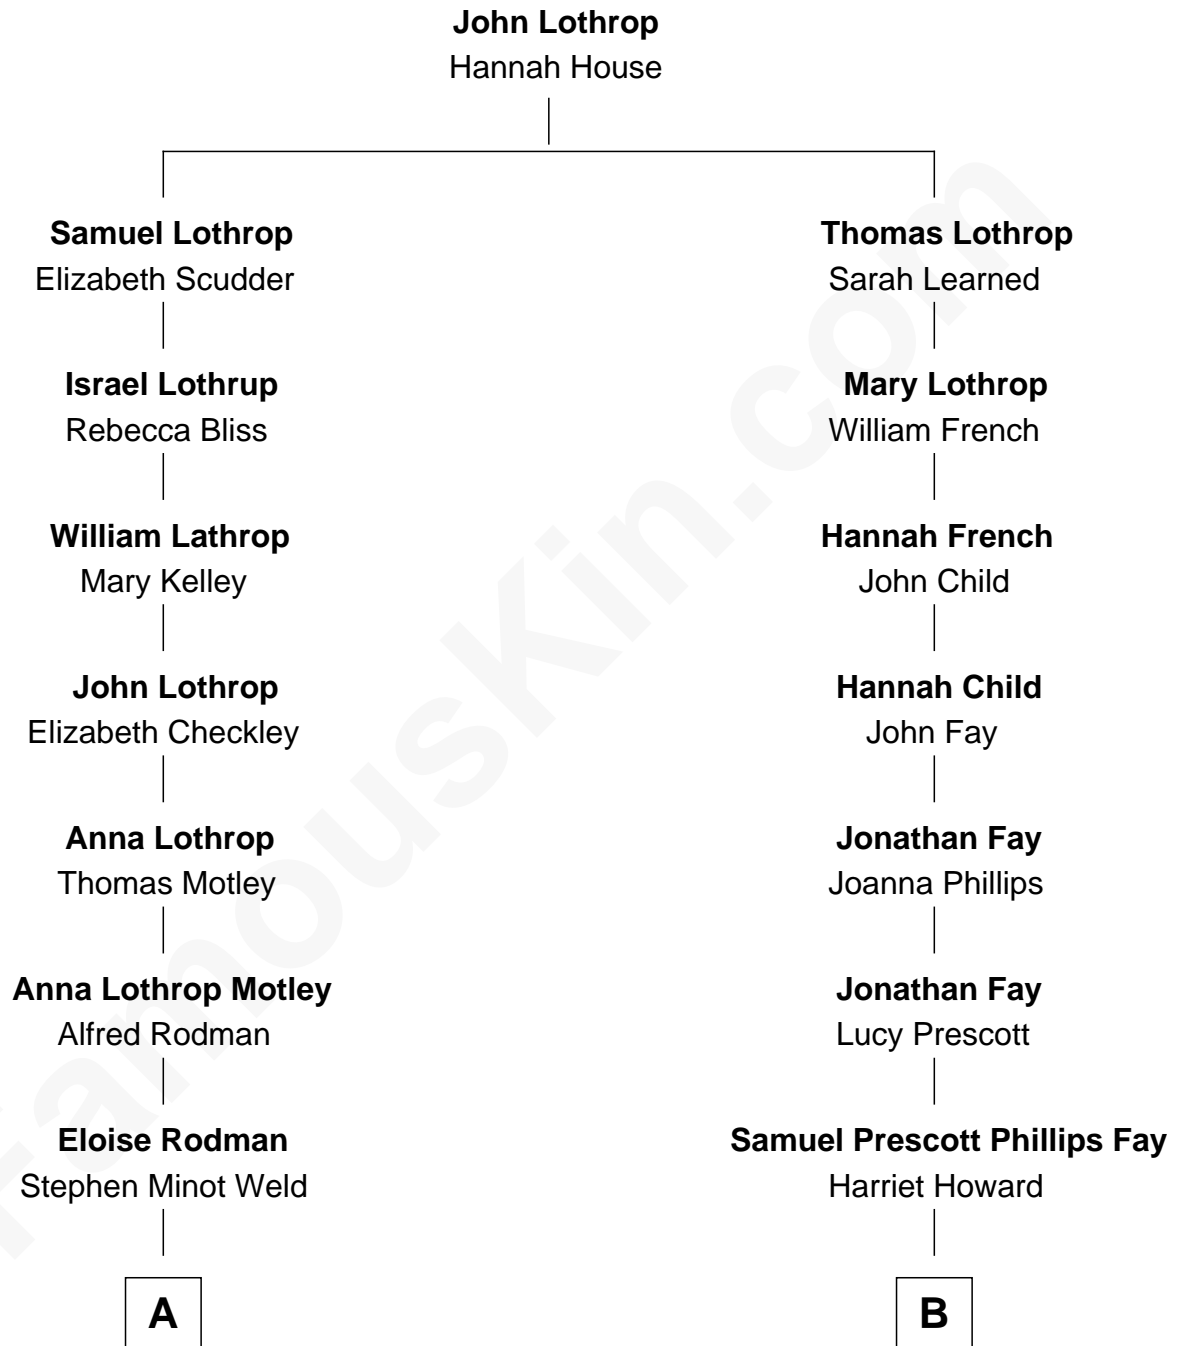 John Lothrop
Hannah House
Samuel Lothrop
Elizabeth Scudder
Israel Lothrup
Rebecca Bliss
William Lathrop
Mary Kelley
John Lothrop
Elizabeth Checkley
Anna Lothrop
Thomas Motley
Anna Lothrop Motley
Alfred Rodman
Eloise Rodman
Stephen Minot Weld
A
Thomas Lothrop
Sarah Learned
Mary Lothrop
William French
Hannah French
John Child
Hannah Child
John Fay
Jonathan Fay
Joanna Phillips
Jonathan Fay
Lucy Prescott
Samuel Prescott Phillips Fay
Harriet Howard
B
FamousKin.com